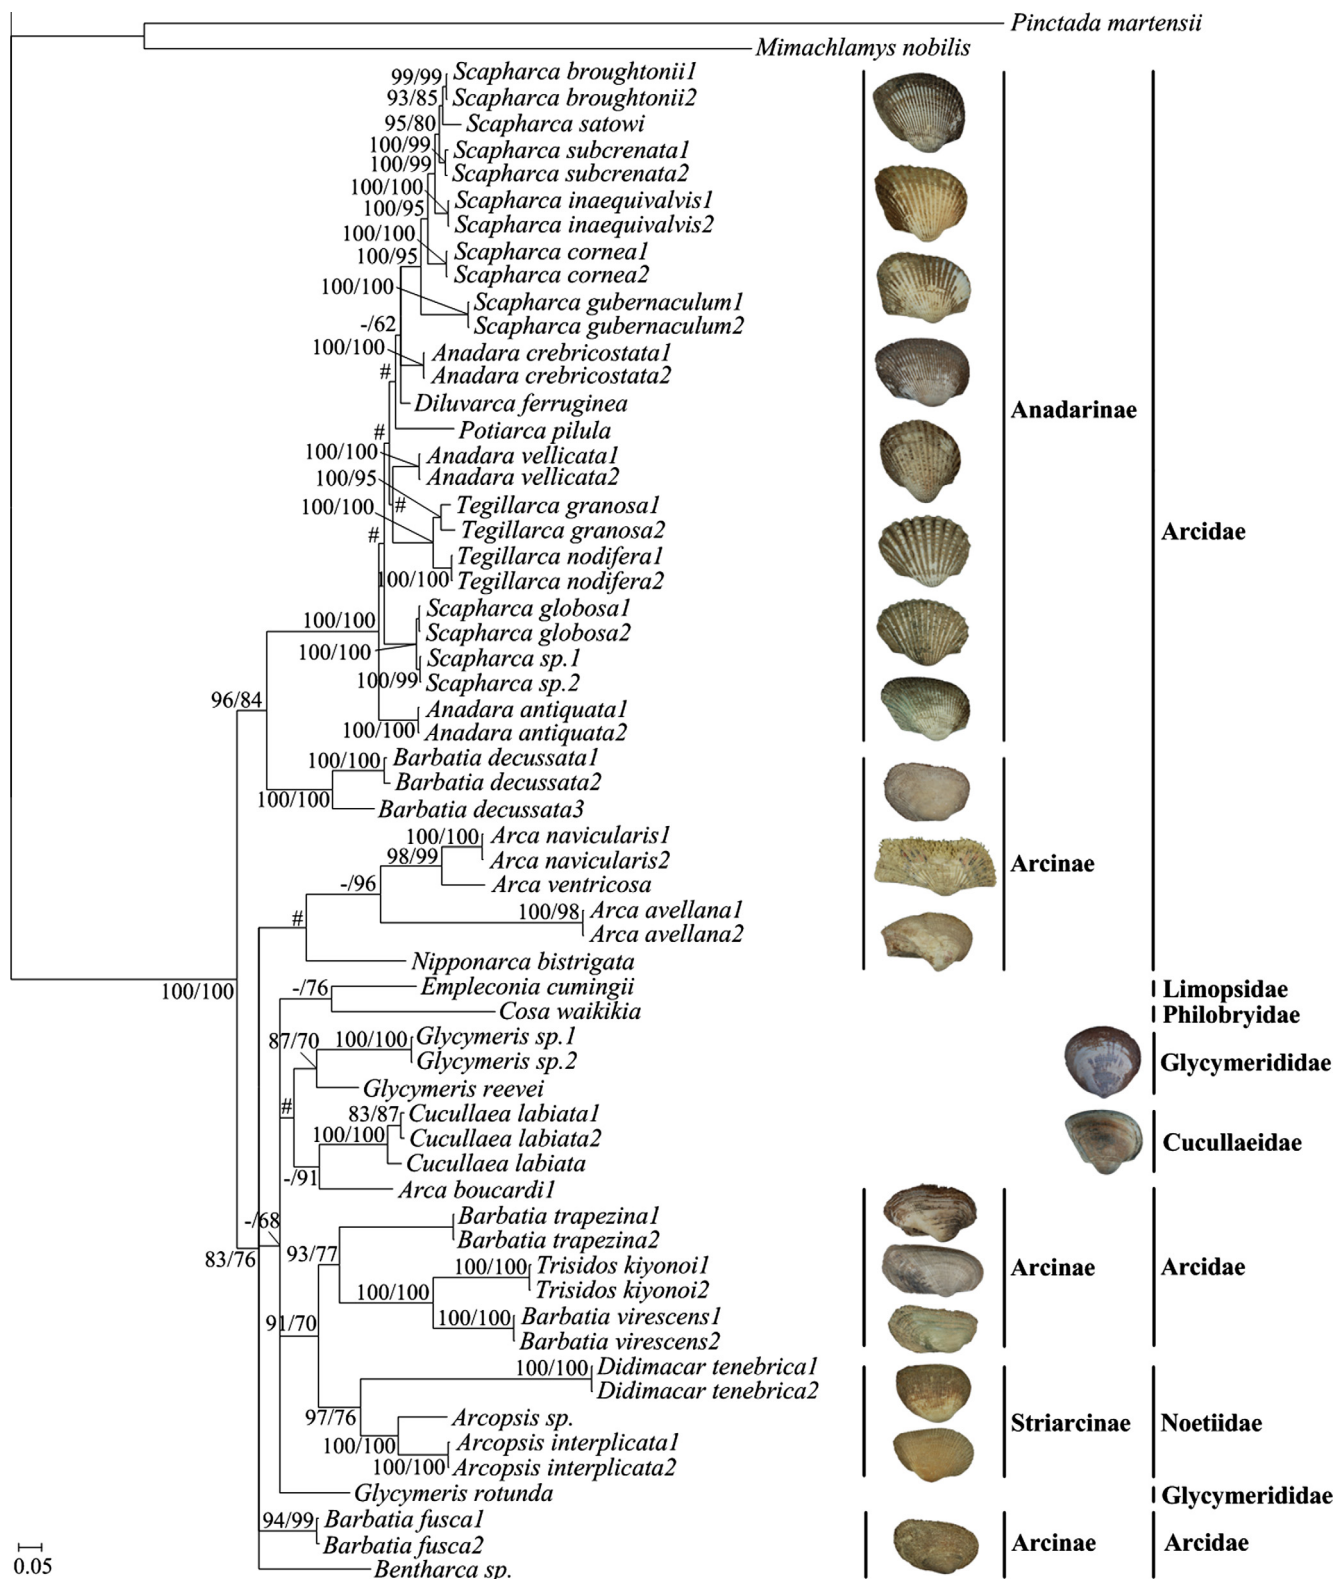 Pinctada martensii
Mimachlamys nobilis
99/99
Scapharca broughtonii1
93/85
Scapharca broughtonii2
95/80
Scapharca satowi
100/99
Scapharca subcrenata1
100/99
Scapharca subcrenata2
100/100
Scapharca inaequivalvis1
100/95
Scapharca inaequivalvis2
100/100
Scapharca cornea1
100/95
Scapharca cornea2
100/100
Scapharca gubernaculum1
Scapharca gubernaculum2
-/62
100/100
Anadara crebricostata1
#
Anadara crebricostata2
Diluvarca ferruginea
Anadarinae
#
Potiarca pilula
100/100
Anadara vellicata1
100/95
Anadara vellicata2
100/100
#
Tegillarca granosa1
#
Tegillarca granosa2
Arcidae
Tegillarca nodifera1
100/100
Tegillarca nodifera2
100/100
Scapharca globosa1
Scapharca globosa2
100/100
Scapharca sp.1
100/99
Scapharca sp.2
96/84
Anadara antiquata1
100/100
Anadara antiquata2
100/100
Barbatia decussata1
Barbatia decussata2
100/100
Barbatia decussata3
100/100
Arca navicularis1
98/99
Arca navicularis2
Arcinae
-/96
Arca ventricosa
100/98
Arca avellana1
#
Arca avellana2
Nipponarca bistrigata
100/100
-/76
Empleconia cumingii
Limopsidae
Cosa waikikia
Philobryidae
87/70
100/100
Glycymeris sp.1
Glycymeris sp.2
Glycymerididae
Glycymeris reevei
#
83/87
Cucullaea labiata1
100/100
Cucullaea labiata2
Cucullaeidae
Cucullaea labiata
-/91
Arca boucardi1
-/68
Barbatia trapezina1
83/76
93/77
Barbatia trapezina2
100/100
Trisidos kiyonoi1
Arcinae
Arcidae
100/100
Trisidos kiyonoi2
91/70
100/100
Barbatia virescens1
Barbatia virescens2
100/100
Didimacar tenebrica1
Didimacar tenebrica2
97/76
Arcopsis sp.
Striarcinae
Noetiidae
100/100
Arcopsis interplicata1
100/100
Arcopsis interplicata2
Glycymeris rotunda
Glycymerididae
94/99
Barbatia fusca1
Barbatia fusca2
Arcinae
Arcidae
Bentharca sp.
0.05